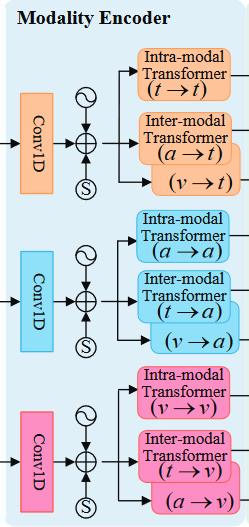 Modality Encoder
Intra-modal
Transformer
(t → t)
Conv1D
Inter-modal
Transformer
(a → t)
S
(v → t)
Intra-modal
Transformer
(a → a)
Conv1D
Inter-modal
Transformer
(t → a)
S
(v → a)
Intra-modal
Transformer
(v → v)
Conv1D
Inter-modal
Transformer
(t → v)
S
(a → v)